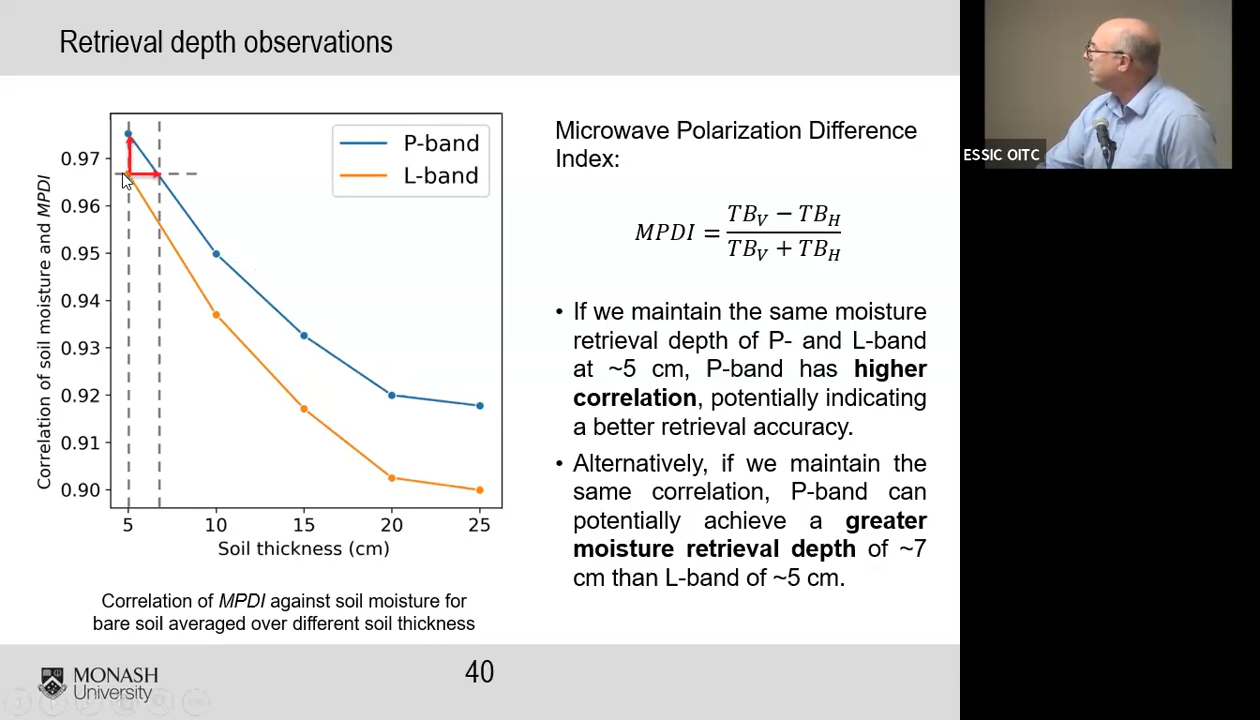 Retrieval depth observations
Correlation of soil moisture and MPDI
0.97
0.96
0.95
0.94
0.93
0.92
0.91
0.90
5 10 15 20 25
Soil thickness (cm)
P-band
L-band
Correlation of MPDI against soil moisture for
bare soil averaged over different soil thickness
Microwave Polarization Difference
Index:
MPDI = (TB_V − TB_H) / (TB_V + TB_H)
• If we maintain the same moisture
retrieval depth of P- and L-band
at ~5 cm, P-band has higher
correlation, potentially indicating
a better retrieval accuracy.
• Alternatively, if we maintain the
same correlation, P-band can
potentially achieve a greater
moisture retrieval depth of ~7
cm than L-band of ~5 cm.
MONASH
University
40
ESSIC OITC